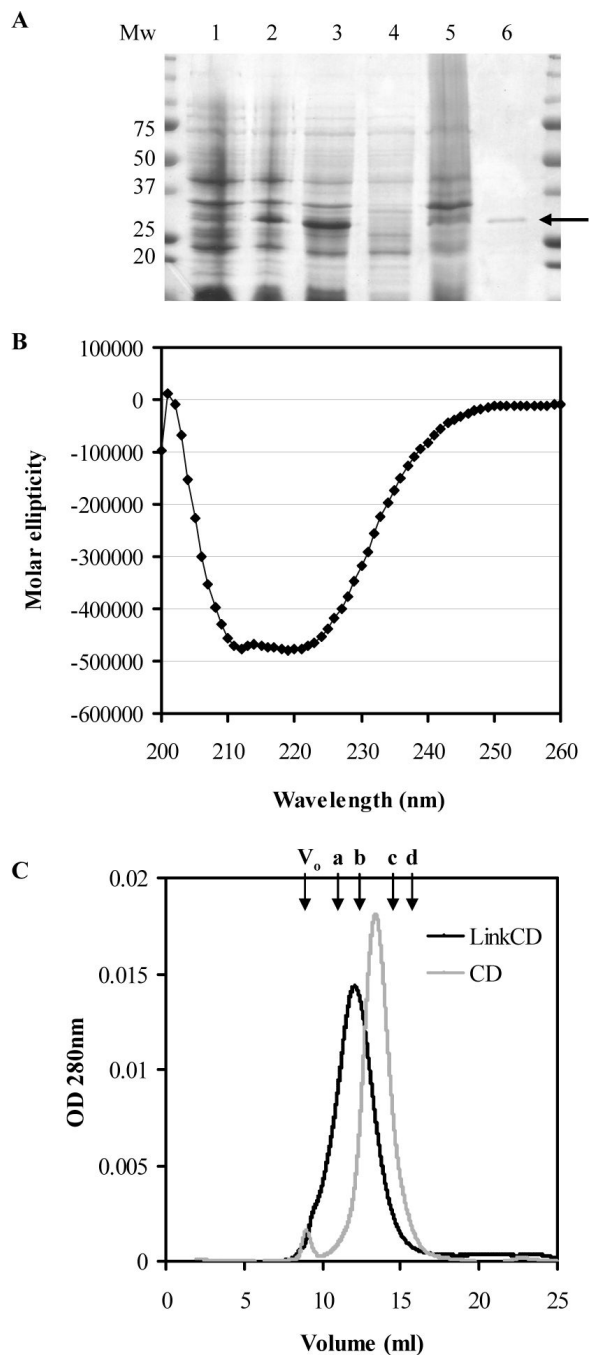 A
Mw 1 2 3 4 5 6
75
50
37
25
20
B
100000
0
-100000
-200000
-300000
-400000
-500000
-600000
Molar ellipticity
200 210 220 230 240 250 260
Wavelength (nm)
C
Vo a b c d
0.02
0.015
0.01
0.005
0
OD 280nm
LinkCD
CD
0 5 10 15 20 25
Volume (ml)